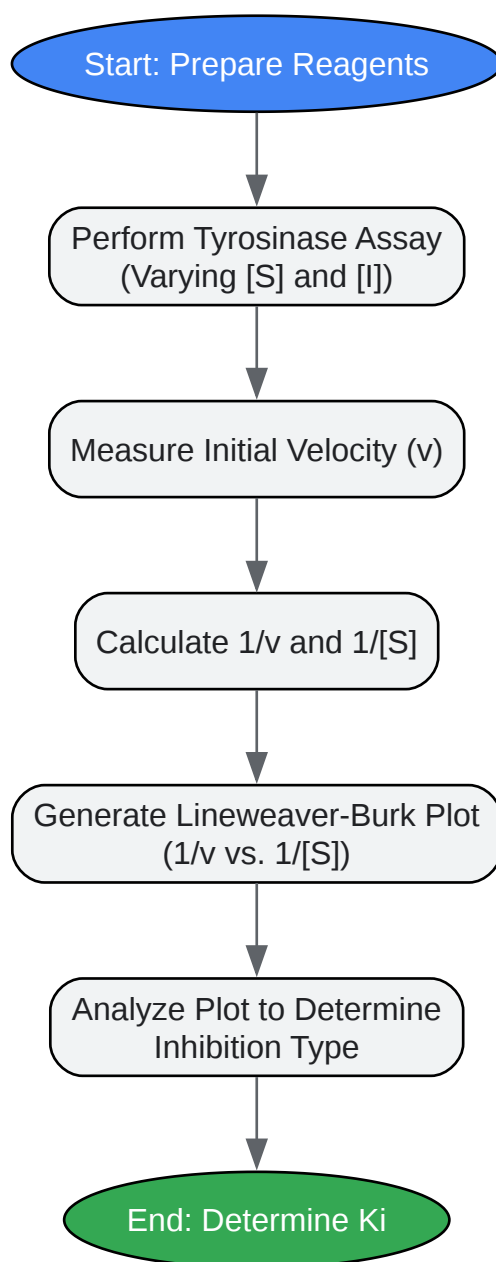 Start: Prepare Reagents
Perform Tyrosinase Assay
(Varying [S] and [I])
Measure Initial Velocity (v)
Calculate 1/v and 1/[S]
Generate Lineweaver-Burk Plot
(1/v vs. 1/[S])
Analyze Plot to Determine
Inhibition Type
End: Determine Ki